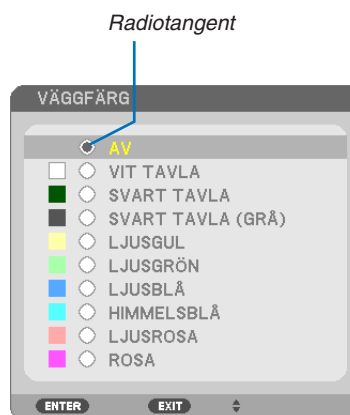 Radiotangent
VÄGGFÄRG
AV
VIT TAVLA
SVART TAVLA
SVART TAVLA (GRÅ)
LJUSGUL
LJUSGRÖN
LJUSBLÅ
HIMMELSBLÅ
LJUSROSA
ROSA
ENTER EXIT